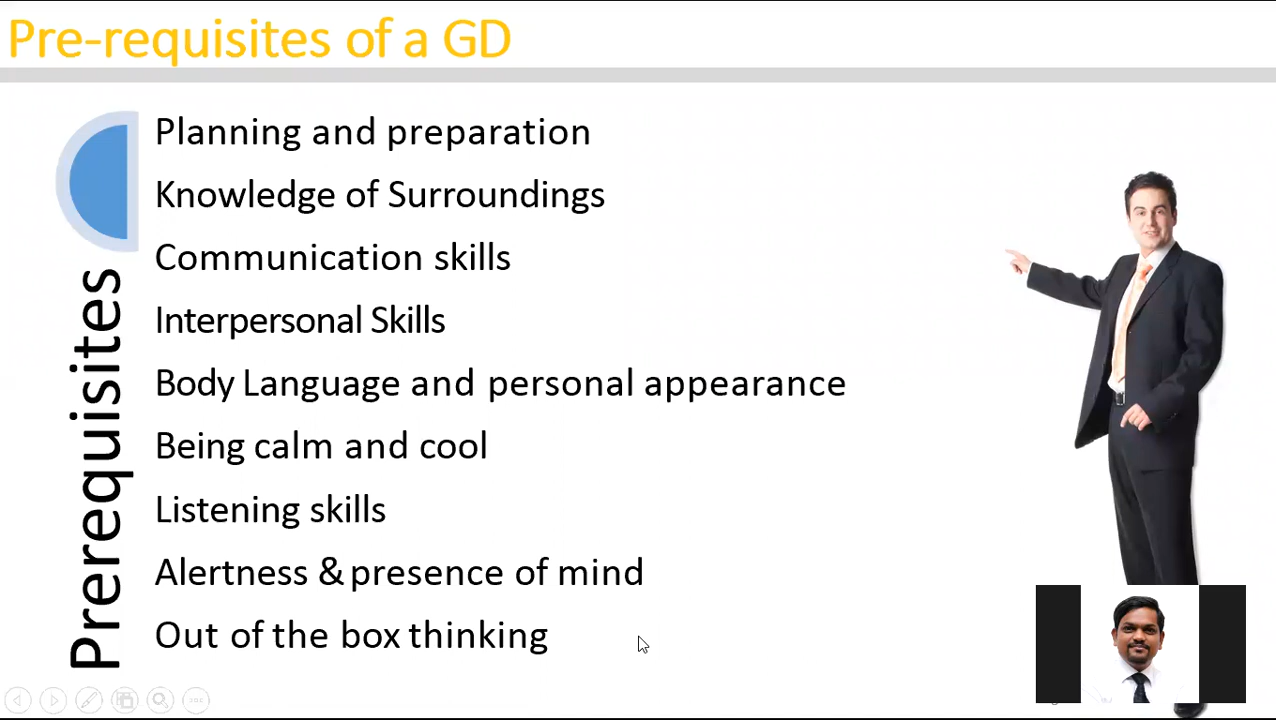 Pre-requisites of a GD
Prerequisites
Planning and preparation
Knowledge of Surroundings
Communication skills
Interpersonal Skills
Body Language and personal appearance
Being calm and cool
Listening skills
Alertness & presence of mind
Out of the box thinking